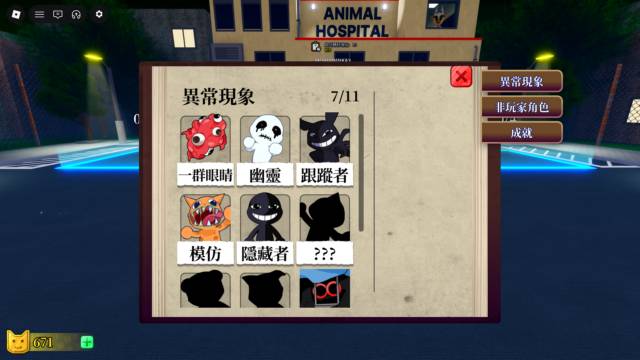 ANIMAL
HOSPITAL
異常現象 7/11
一群眼睛 幽靈 跟蹤者
模仿 隱藏者 ???
異常現象
非玩家角色
成就
671